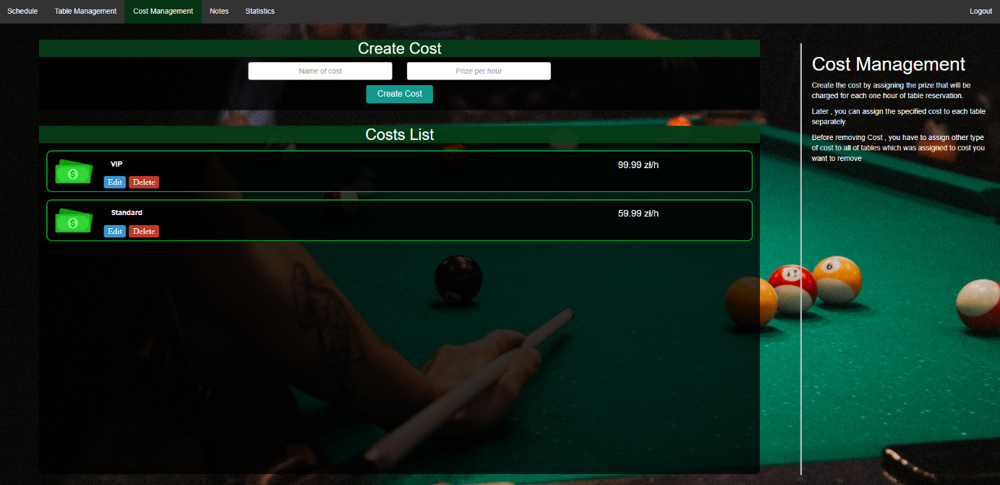 Schedule Table Management Cost Management Notes Statistics Logout
Create Cost
Name of cost Prize per hour
Create Cost
Costs List
$ VIP 99.99 zł/h
Edit Delete
$ Standard 59.99 zł/h
Edit Delete
Cost Management
Create the cost by assigning the prize that will be
charged for each one hour of table reservation.
Later , you can assign the specified cost to each table
separately.
Before removing Cost , you have to assign other type
of cost to all of tables which was assigned to cost you
want to remove
6